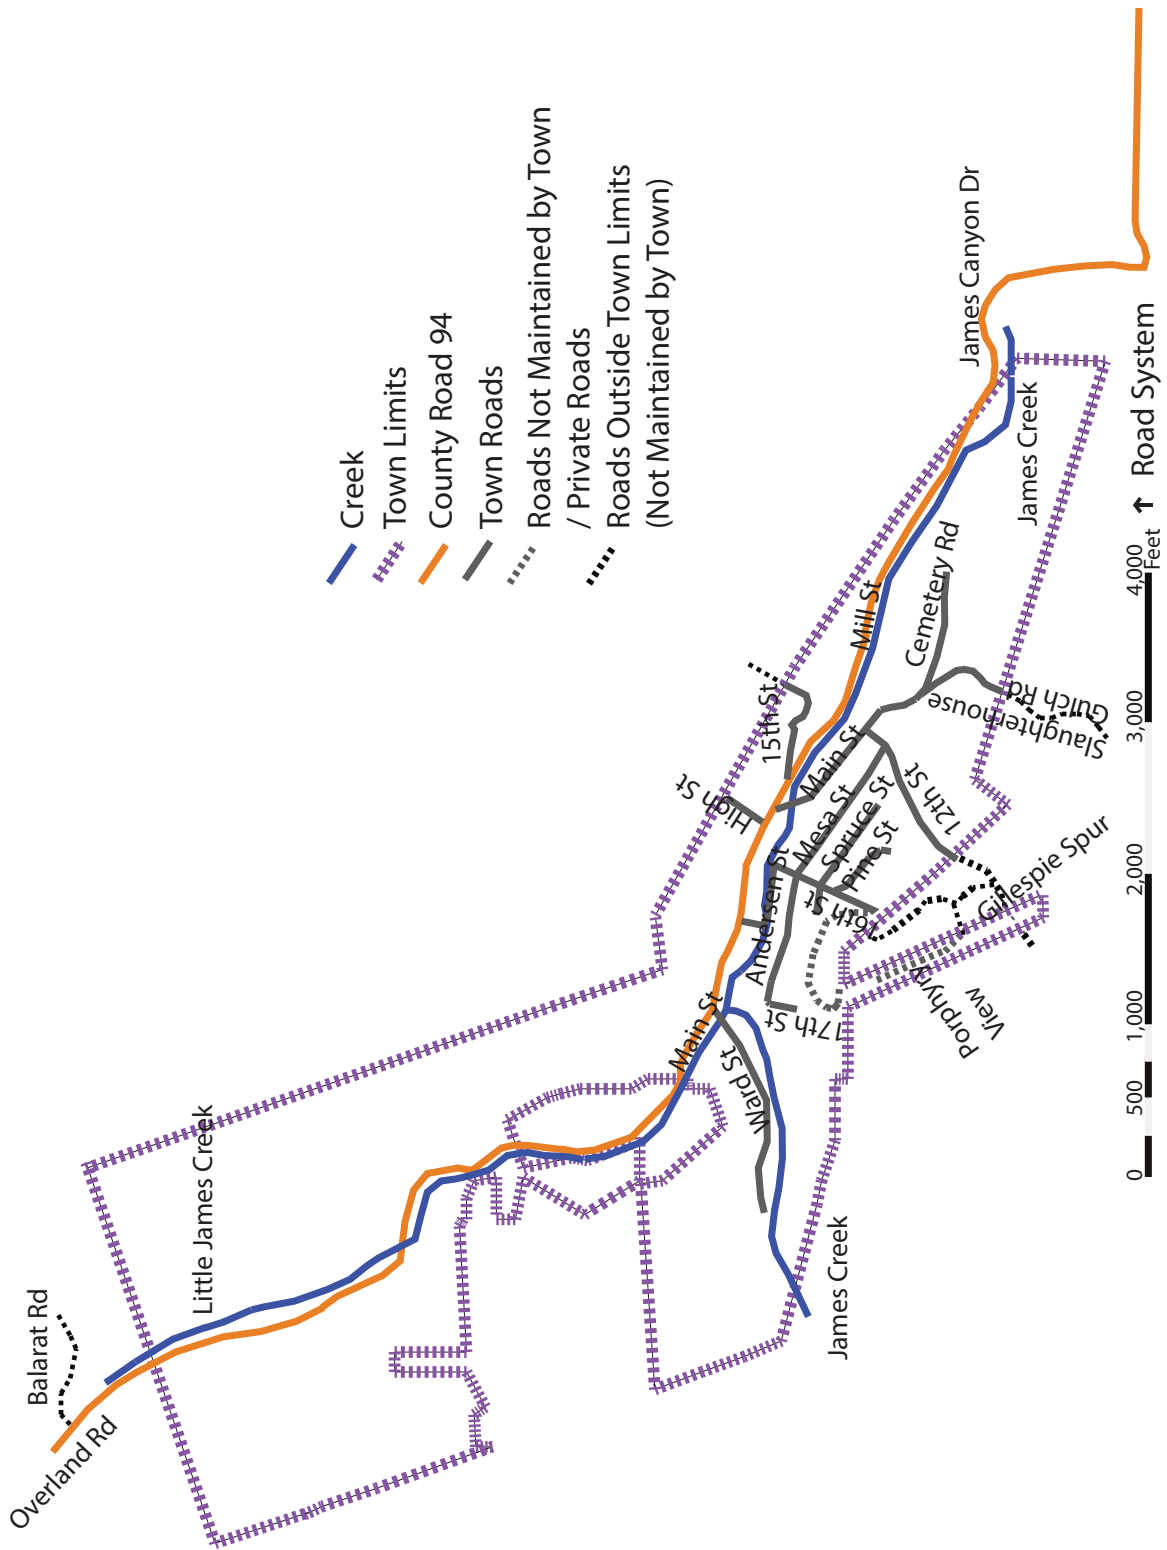 Balarat Rd
Overland Rd
Little James Creek
Creek
Town Limits
County Road 94
Town Roads
Roads Not Maintained by Town
/ Private Roads
Roads Outside Town Limits
(Not Maintained by Town)
James Canyon Dr
James Creek
Mill St
Cemetery Rd
15th St
High St
Main St
Slaughterhouse
Gulch Rd
Mesa St
Spruce St
Pine St
12th St
Andersen St
16th St
Gillespie Spur
Main St
17th St
Porphyry
View
Ward St
James Creek
0
500
1,000
2,000
3,000
4,000
Feet
Road System